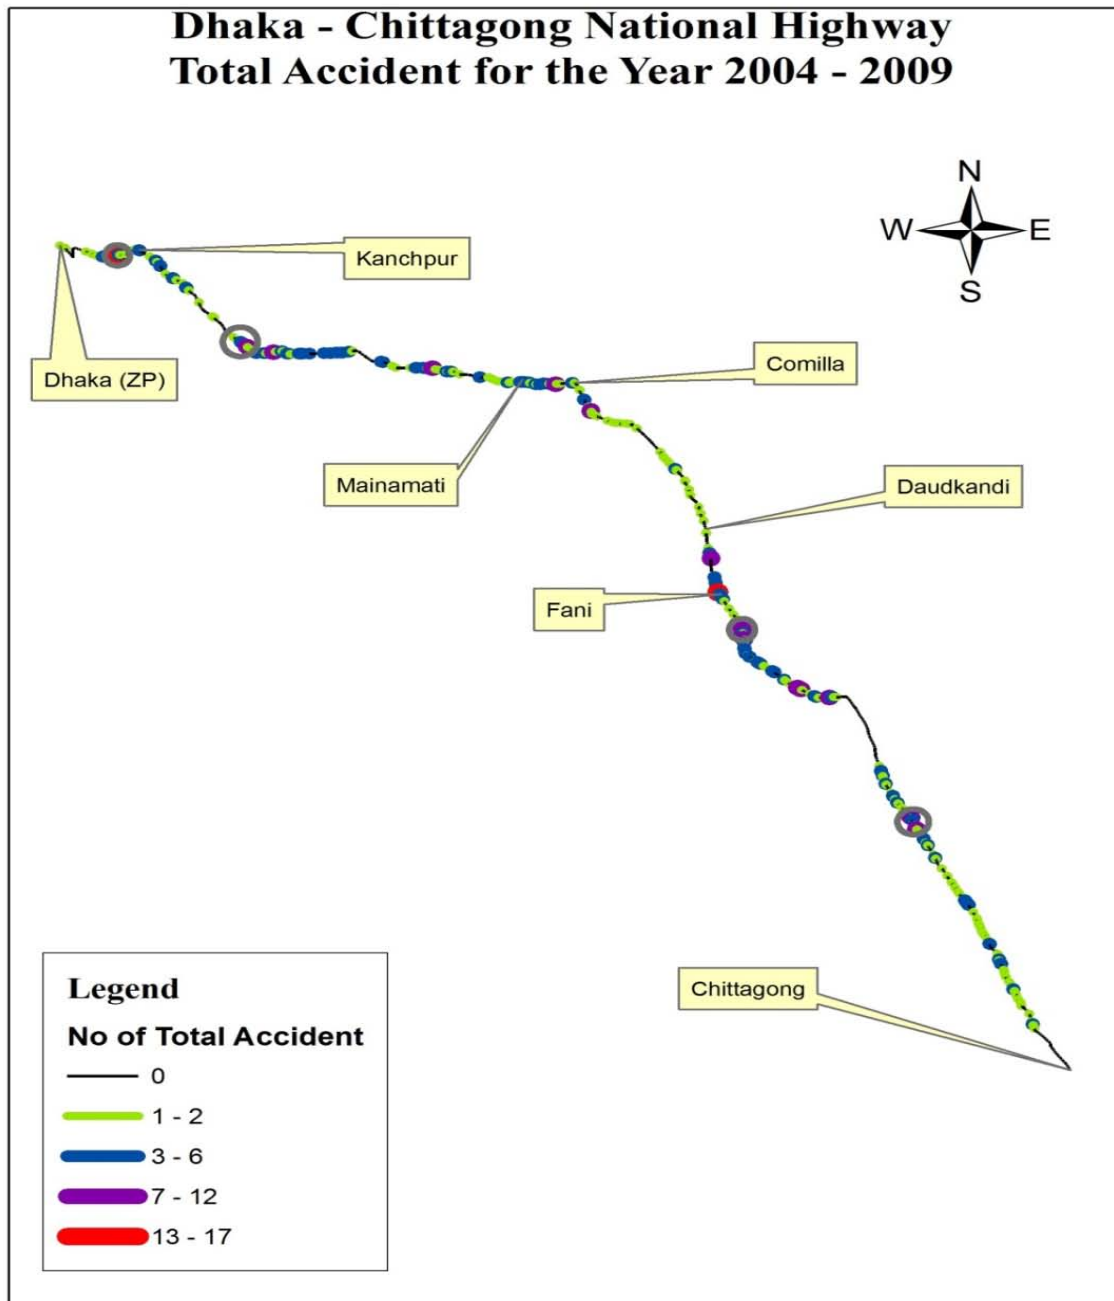 Dhaka - Chittagong National Highway
Total Accident for the Year 2004 - 2009
N
W
E
S
Kanchpur
Dhaka (ZP)
Comilla
Mainamati
Daudkandi
Fani
Chittagong
Legend
No of Total Accident
0
1 - 2
3 - 6
7 - 12
13 - 17